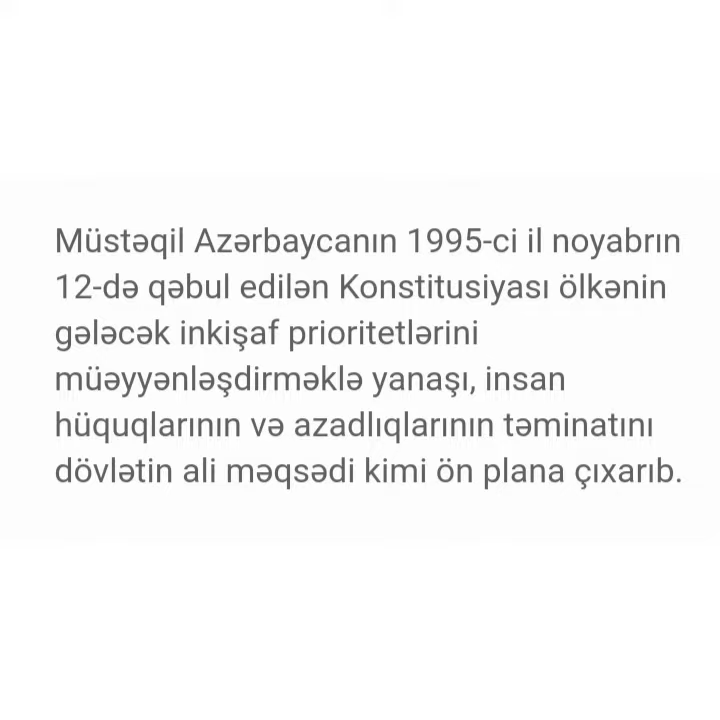 Müstəqil Azərbaycanın 1995-ci il noyabrın
12-də qəbul edilən Konstitusiyası ölkənin
gələcək inkişaf prioritetlərini
müəyyənləşdirməklə yanaşı, insan
hüquqlarının və azadlıqlarının təminatını
dövlətin ali məqsədi kimi ön plana çıxarıb.